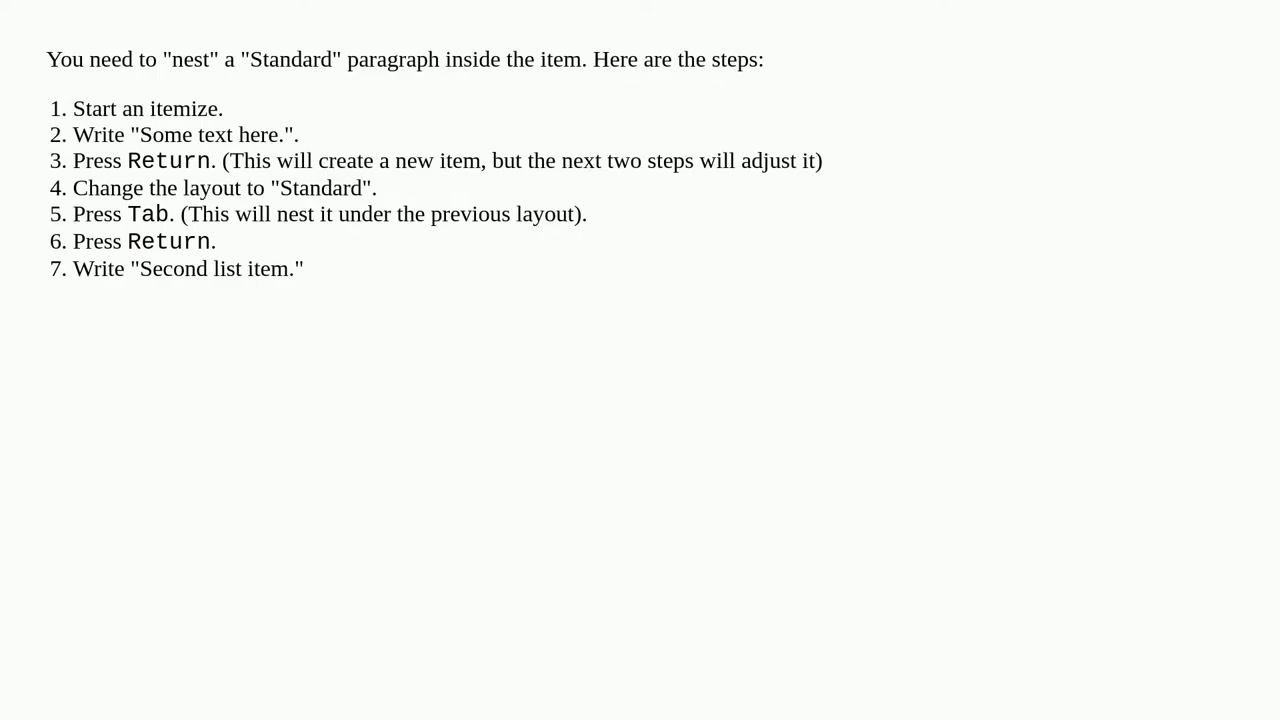 You need to "nest" a "Standard" paragraph inside the item. Here are the steps:
1. Start an itemize.
2. Write "Some text here.".
3. Press Return. (This will create a new item, but the next two steps will adjust it)
4. Change the layout to "Standard".
5. Press Tab. (This will nest it under the previous layout).
6. Press Return.
7. Write "Second list item."